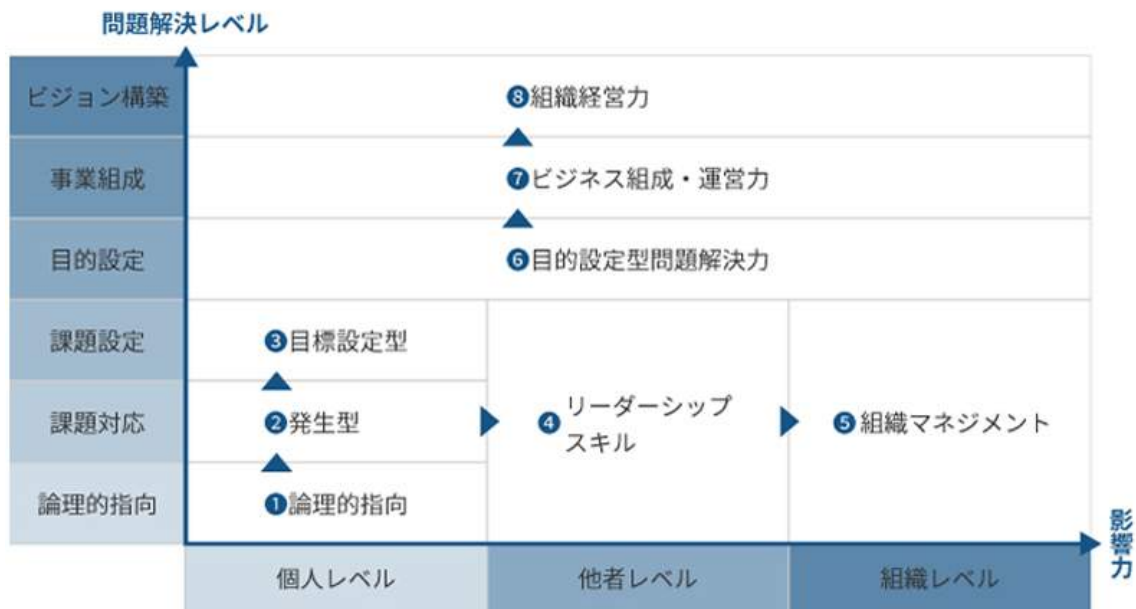 問題解決レベル
ビジョン構築
❽組織経営力
事業組成
❼ビジネス組成・運営力
目的設定
❻目的設定型問題解決力
課題設定
❸目標設定型
課題対応
❷発生型
❹リーダーシップ
スキル
❺組織マネジメント
論理的指向
❶論理的指向
影響力
個人レベル
他者レベル
組織レベル